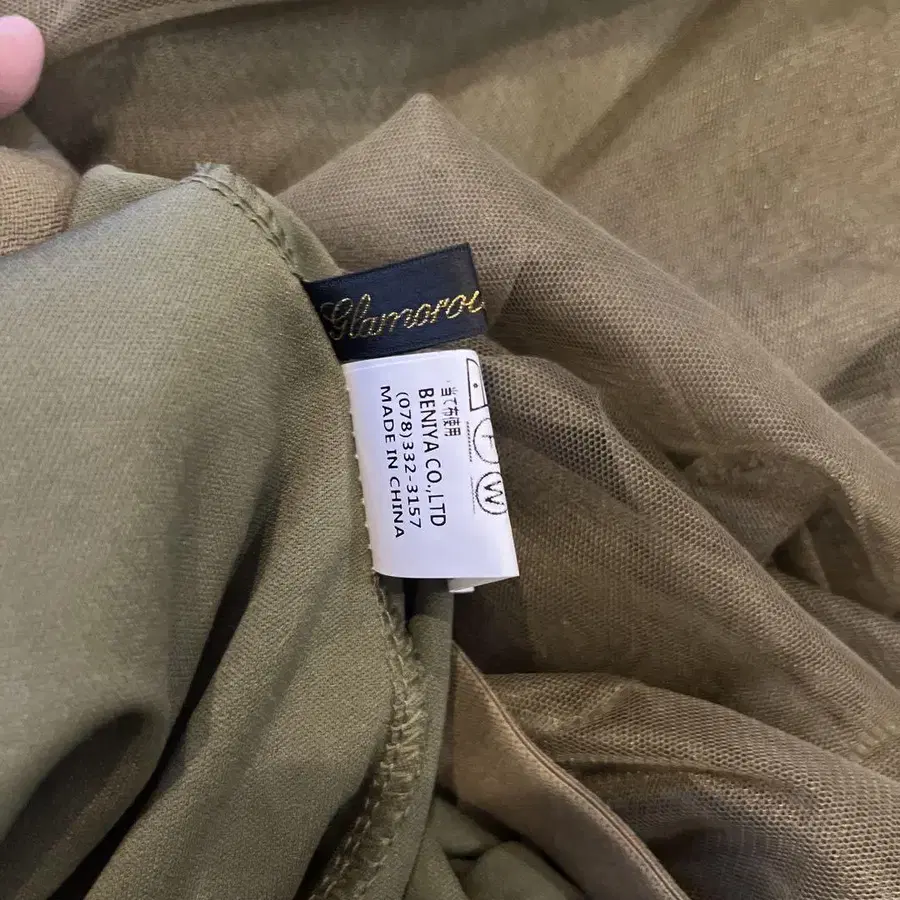 Glamorou
当て布使用
BENIYA CO.,LTD
(078)332-3157
MADE IN CHINA
W